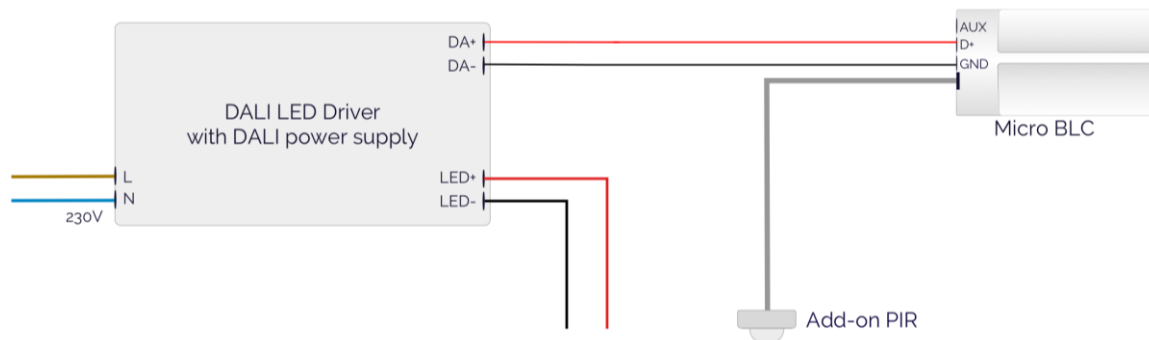 DA+
DA-
DALI LED Driver
with DALI power supply
L
N
230V
LED+
LED-
AUX
D+
GND
Micro BLC
Add-on PIR